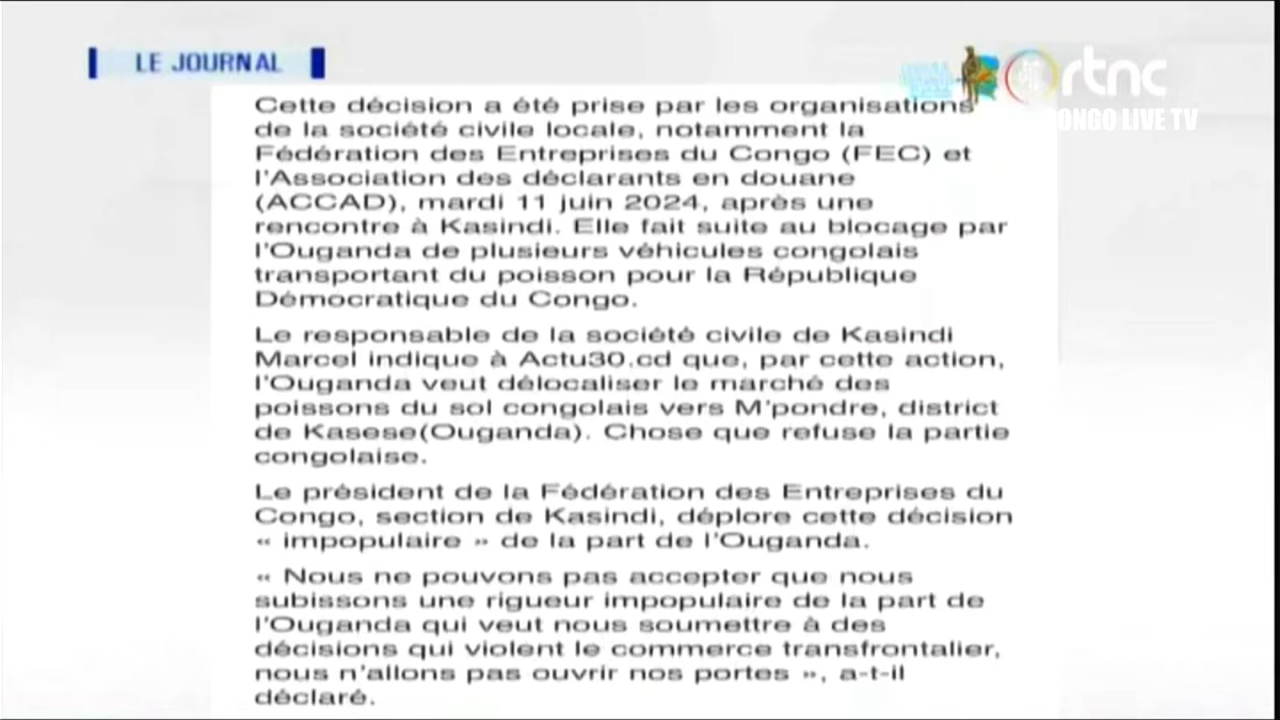 LE JOURNAL
rtnc
ONGO LIVE TV
Cette décision a été prise par les organisations
de la société civile locale, notamment la
Fédération des Entreprises du Congo (FEC) et
l'Association des déclarants en douane
(ACCAD), mardi 11 juin 2024, après une
rencontre à Kasindi. Elle fait suite au blocage par
l'Ouganda de plusieurs véhicules congolais
transportant du poisson pour la République
Démocratique du Congo.
Le responsable de la société civile de Kasindi
Marcel indique à Actu30.cd que, par cette action,
l'Ouganda veut délocaliser le marché des
poissons du sol congolais vers M'pondre, district
de Kasese(Ouganda). Chose que refuse la partie
congolaise.
Le président de la Fédération des Entreprises du
Congo, section de Kasindi, déplore cette décision
« impopulaire » de la part de l'Ouganda.
« Nous ne pouvons pas accepter que nous
subissons une rigueur impopulaire de la part de
l'Ouganda qui veut nous soumettre à des
décisions qui violent le commerce transfrontalier,
nous n'allons pas ouvrir nos portes », a-t-il
déclaré.